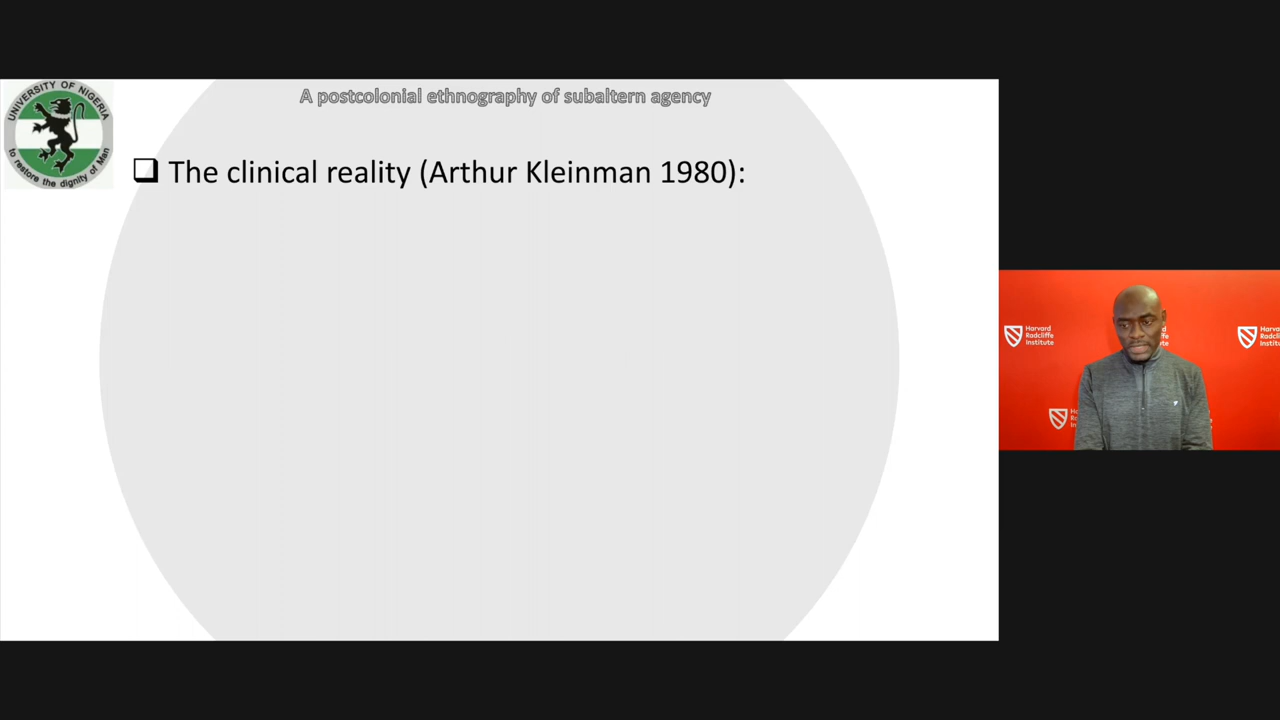 A postcolonial ethnography of subaltern agency
UNIVERSITY OF NIGERIA
to restore the dignity of Man
The clinical reality (Arthur Kleinman 1980):
Harvard
Radcliffe
Institute
Harvard
Radcliffe
Institute